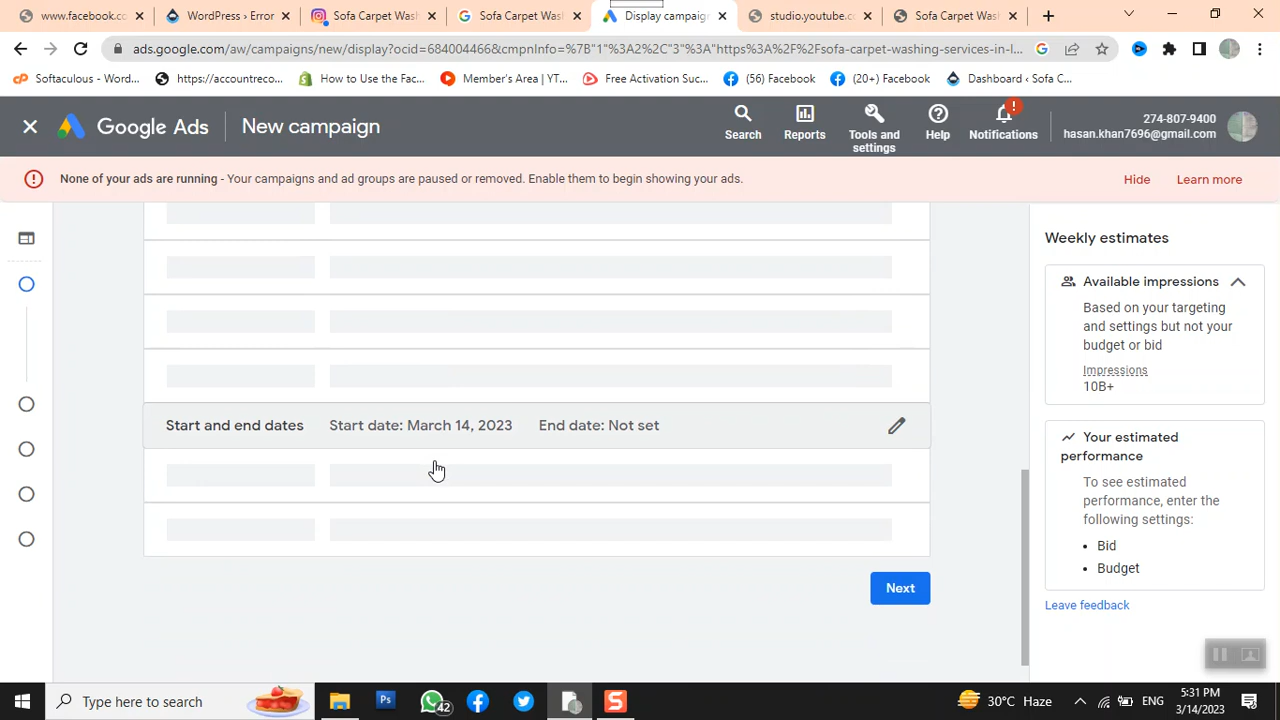 www.facebook.co
WordPress › Error
Sofa Carpet Was
Sofa Carpet Was
Display campaign
studio.youtube.c
Sofa Carpet Was
ads.google.com/aw/campaigns/new/display?ocid=686004466&cmpnInfo=%7B"1"%3A2%2C"3"%3A"https%3A%2F%2Fsofa-carpet-washing-services-in-l...
Softaculous - Word...
https://accountreco...
How to Use the Fac...
Member's Area | YT...
Free Activation Suc...
(56) Facebook
(20+) Facebook
Dashboard ‹ Sofa C...
Google Ads
New campaign
Search
Reports
Tools and
settings
Help
Notifications
274-807-9400
hasan.khan7696@gmail.com
None of your ads are running - Your campaigns and ad groups are paused or removed. Enable them to begin showing your ads.
Hide
Learn more
Weekly estimates
Available impressions
Based on your targeting
and settings but not your
budget or bid
Impressions
10B+
Start and end dates
Start date: March 14, 2023
End date: Not set
Your estimated
performance
To see estimated
performance, enter the
following settings:
• Bid
• Budget
Leave feedback
Next
Type here to search
42
30°C Haze
ENG
5:31 PM
3/14/2023